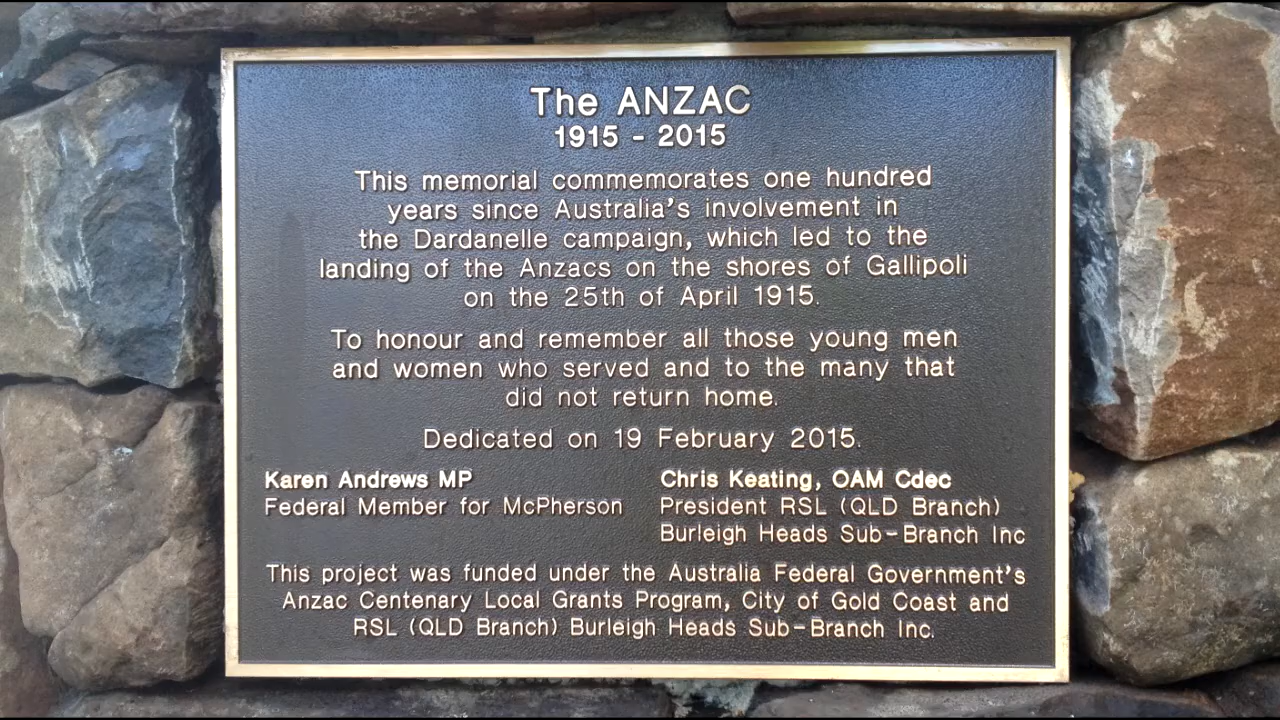 The ANZAC
1915 - 2015
This memorial commemorates one hundred
years since Australia's involvement in
the Dardanelle campaign, which led to the
landing of the Anzacs on the shores of Gallipoli
on the 25th of April 1915.
To honour and remember all those young men
and women who served and to the many that
did not return home.
Dedicated on 19 February 2015.
Karen Andrews MP
Federal Member for McPherson
Chris Keating, OAM Cdec
President RSL (QLD Branch)
Burleigh Heads Sub-Branch Inc
This project was funded under the Australia Federal Government's
Anzac Centenary Local Grants Program, City of Gold Coast and
RSL (QLD Branch) Burleigh Heads Sub-Branch Inc.